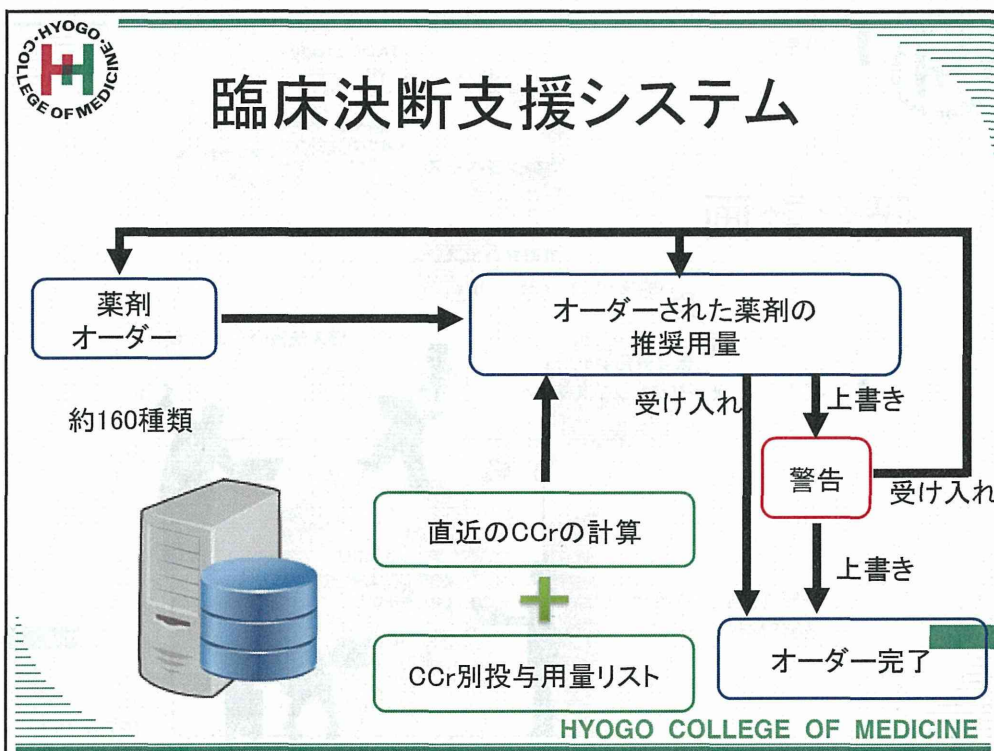 HYOGO・COLLEGE OF MEDICINE・
臨床決断支援システム
薬剤
オーダー
オーダーされた薬剤の
推奨用量
約160種類
受け入れ
上書き
警告
受け入れ
直近のCCrの計算
上書き
CCr別投与用量リスト
オーダー完了
HYOGO COLLEGE OF MEDICINE